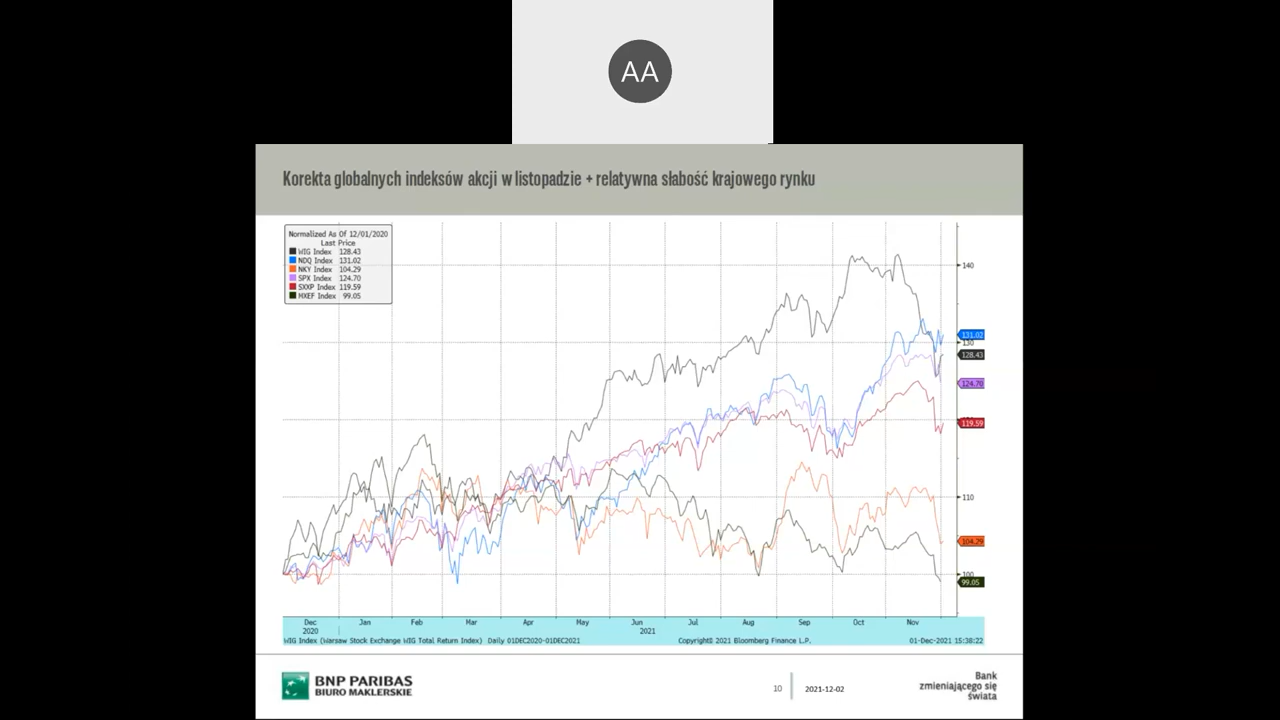 AA
Korekta globalnych indeksów akcji w listopadzie + relatywna słabość krajowego rynku
Normalized As Of 12/01/2020
Last Price
WIG Index 128.43
NDQ Index 131.02
NKY Index 104.29
SPX Index 124.70
SXXP Index 119.59
MXEF Index 99.05
140
131.02
130
128.43
124.70
119.59
110
104.29
100
99.05
Dec Jan Feb Mar Apr May Jun Jul Aug Sep Oct Nov
2020 2021
WIG Index (Warsaw Stock Exchange WIG Total Return Index) Daily 01DEC2020-01DEC2021 Copyright© 2021 Bloomberg Finance L.P. 01-Dec-2021 15:38:22
BNP PARIBAS
BIURO MAKLERSKIE
10
2021-12-02
Bank
zmieniającego się
świata